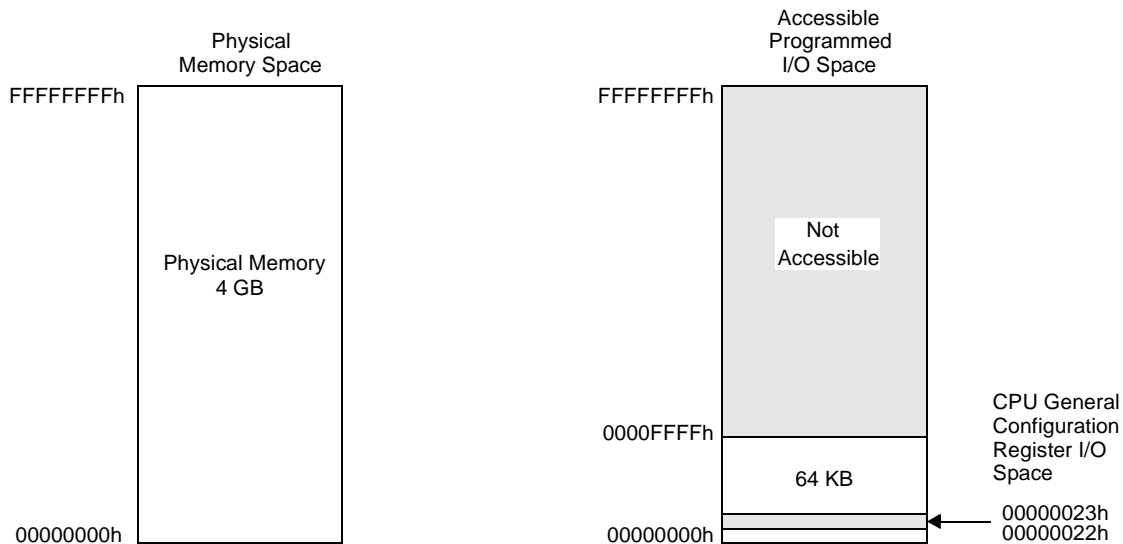 Physical
Memory Space
FFFFFFFFh
Physical Memory
4 GB
00000000h
Accessible
Programmed
I/O Space
FFFFFFFFh
Not
Accessible
0000FFFFh
64 KB
00000000h
CPU General
Configuration
Register I/O
Space
00000023h
00000022h